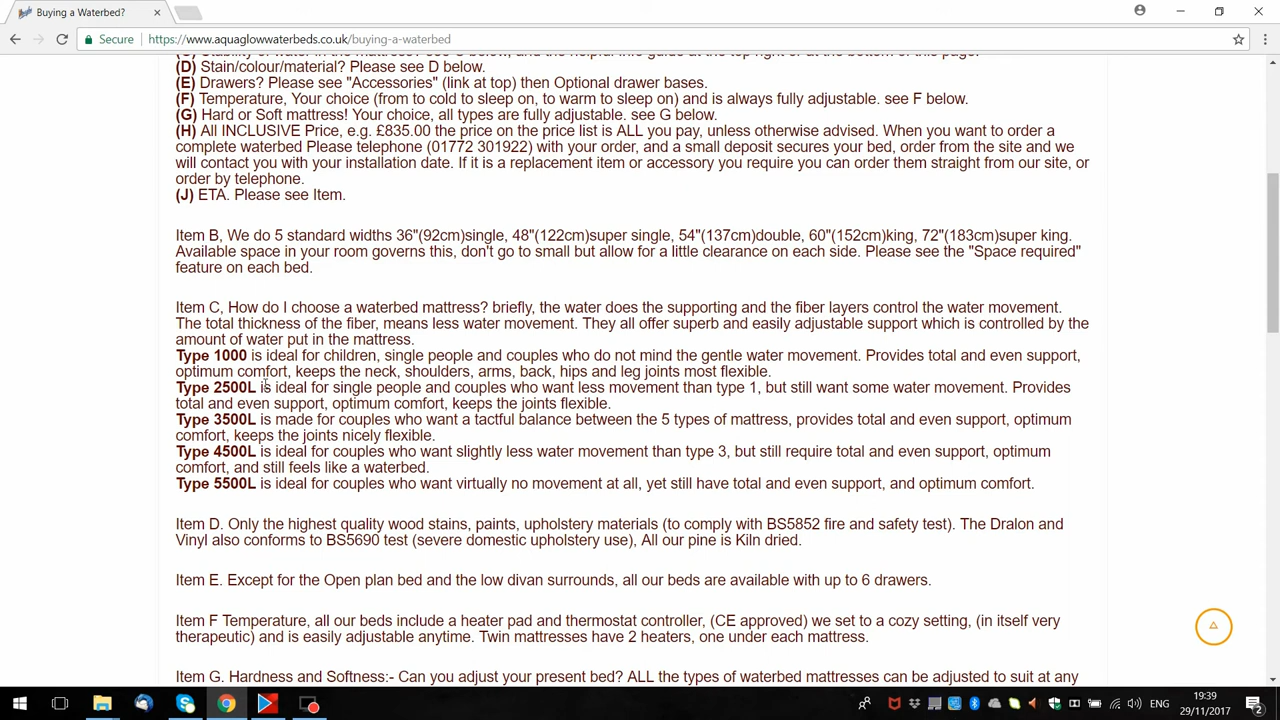 Buying a Waterbed?
Secure
https://www.aquaglowwaterbeds.co.uk/buying-a-waterbed
(D) Stain/colour/material? Please see D below.
(E) Drawers? Please see "Accessories" (link at top) then Optional drawer bases.
(F) Temperature, Your choice (from to cold to sleep on, to warm to sleep on) and is always fully adjustable. see F below.
(G) Hard or Soft mattress! Your choice, all types are fully adjustable. see G below.
(H) All INCLUSIVE Price, e.g. £835.00 the price on the price list is ALL you pay, unless otherwise advised. When you want to order a
complete waterbed Please telephone (01772 301922) with your order, and a small deposit secures your bed, order from the site and we
will contact you with your installation date. If it is a replacement item or accessory you require you can order them straight from our site, or
order by telephone.
(J) ETA. Please see Item.
Item B, We do 5 standard widths 36"(92cm)single, 48"(122cm)super single, 54"(137cm)double, 60"(152cm)king, 72"(183cm)super king.
Available space in your room governs this, don't go to small but allow for a little clearance on each side. Please see the "Space required"
feature on each bed.
Item C, How do I choose a waterbed mattress? briefly, the water does the supporting and the fiber layers control the water movement.
The total thickness of the fiber, means less water movement. They all offer superb and easily adjustable support which is controlled by the
amount of water put in the mattress.
Type 1000 is ideal for children, single people and couples who do not mind the gentle water movement. Provides total and even support,
optimum comfort, keeps the neck, shoulders, arms, back, hips and leg joints most flexible.
Type 2500L is ideal for single people and couples who want less movement than type 1, but still want some water movement. Provides
total and even support, optimum comfort, keeps the joints flexible.
Type 3500L is made for couples who want a tactful balance between the 5 types of mattress, provides total and even support, optimum
comfort, keeps the joints nicely flexible.
Type 4500L is ideal for couples who want slightly less water movement than type 3, but still require total and even support, optimum
comfort, and still feels like a waterbed.
Type 5500L is ideal for couples who want virtually no movement at all, yet still have total and even support, and optimum comfort.
Item D. Only the highest quality wood stains, paints, upholstery materials (to comply with BS5852 fire and safety test). The Dralon and
Vinyl also conforms to BS5690 test (severe domestic upholstery use), All our pine is Kiln dried.
Item E. Except for the Open plan bed and the low divan surrounds, all our beds are available with up to 6 drawers.
Item F Temperature, all our beds include a heater pad and thermostat controller, (CE approved) we set to a cozy setting, (in itself very
therapeutic) and is easily adjustable anytime. Twin mattresses have 2 heaters, one under each mattress.
Item G. Hardness and Softness:- Can you adjust your present bed? ALL the types of waterbed mattresses can be adjusted to suit at any
ENG
19:39
29/11/2017
2